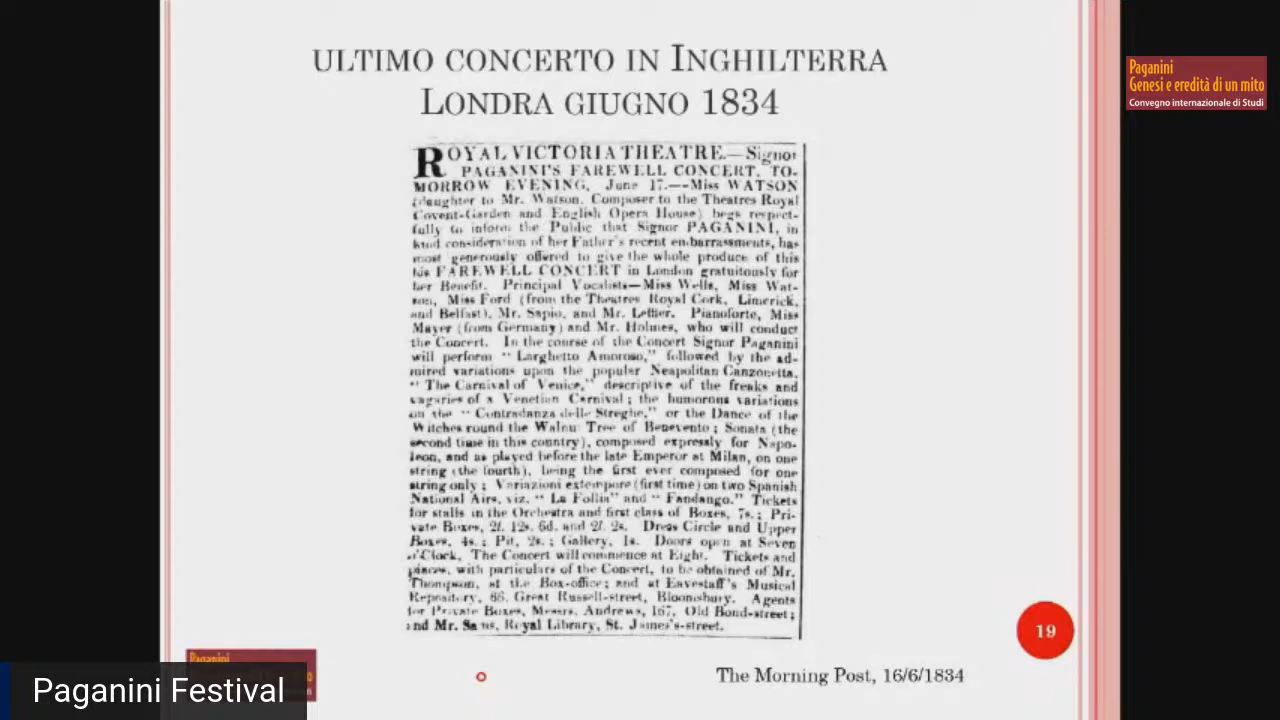 ULTIMO CONCERTO IN INGHILTERRA
LONDRA GIUGNO 1834
ROYAL VICTORIA THEATRE.—Signor
PAGANINI'S FAREWELL CONCERT, TO-
MORROW EVENING, June 17.—Miss WATSON
(daughter to Mr. Watson, Composer to the Theatres Royal
Covent-Garden and English Opera House) begs respect-
fully to inform the Public that Signor PAGANINI, in
kind consideration of her Father's recent embarrassments, has
most generously offered to give the whole produce of this
his FAREWELL CONCERT in London gratuitously for
her Benefit. Principal Vocalists—Miss Wells, Miss Wat-
son, Miss Ford (from the Theatres Royal Cork, Limerick,
and Belfast), Mr. Sapio, and Mr. Leffler. Pianoforte, Miss
Mayer (from Germany) and Mr. Holmes, who will conduct
the Concert. In the course of the Concert Signor Paganini
will perform "Larghetto Amoroso," followed by the ad-
mired variations upon the popular Neapolitan Canzonetta,
"The Carnival of Venice," descriptive of the freaks and
vagaries of a Venetian Carnival; the humorous variations
on the "Contradanza delle Streghe," or the Dance of the
Witches round the Walnut Tree of Benevento; Sonata (the
second time in this country), composed expressly for Napo-
leon, and as played before the late Emperor at Milan, on one
string (the fourth), being the first ever composed for one
string only; Variazioni extempore (first time) on two Spanish
National Airs, viz. "La Follia" and "Fandango." Tickets
for stalls in the Orchestra and first class of Boxes, 7s.; Pri-
vate Boxes, 2l. 12s. 6d. and 2l. 2s. Dress Circle and Upper
Boxes, 4s.; Pit, 2s.; Gallery, 1s. Doors open at Seven
o'Clock, The Concert will commence at Eight. Tickets and
places, with particulars of the Concert, to be obtained of Mr.
Thompson, at the Box-office; and at Eavestaff's Musical
Repository, 66, Great Russell-street, Bloomsbury. Agents
for Private Boxes, Messrs. Andrews, 167, Old Bond-street;
and Mr. Sams, Royal Library, St. James's-street.
The Morning Post, 16/6/1834
19
Paganini
Genesi e eredità di un mito
Convegno internazionale di Studi
Paganini
Paganini Festival